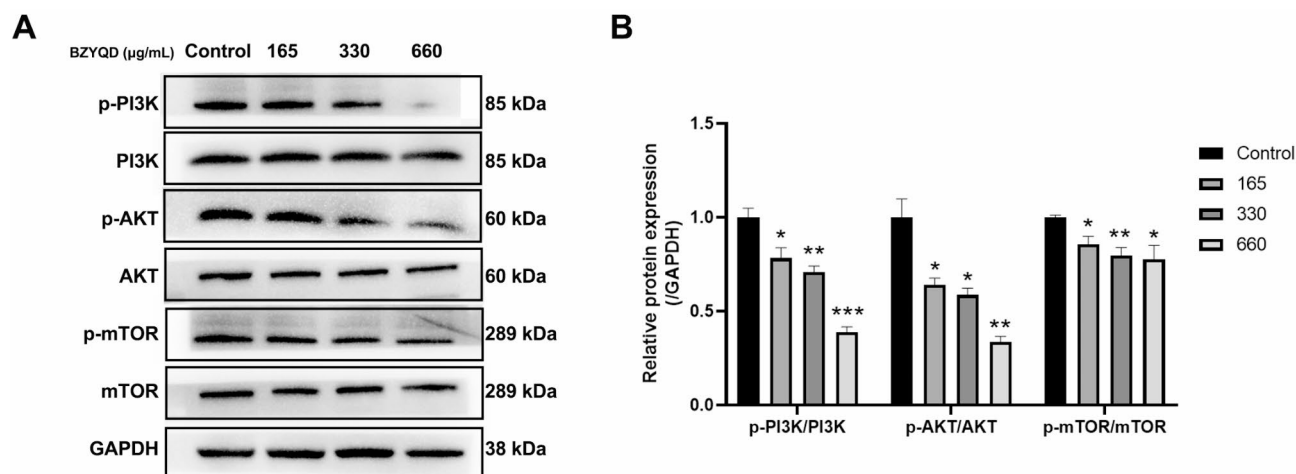 A
BZYQD (μg/mL) Control 165 330 660
p-PI3K 85 kDa
PI3K 85 kDa
p-AKT 60 kDa
AKT 60 kDa
p-mTOR 289 kDa
mTOR 289 kDa
GAPDH 38 kDa
B
Relative protein expression
(/GAPDH)
1.5
1.0
0.5
0.0
* ** ***
* * **
* ** *
p-PI3K/PI3K p-AKT/AKT p-mTOR/mTOR
Control
165
330
660